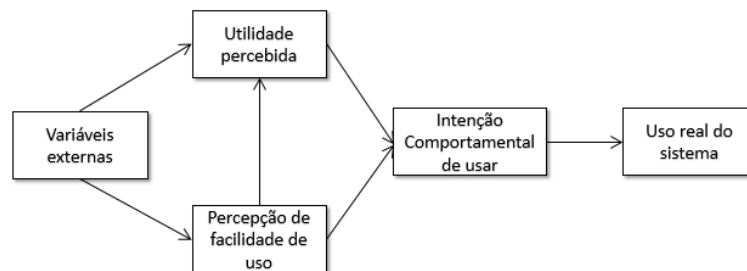 Utilidade
percebida
Variáveis
externas
Intenção
Comportamental
de usar
Uso real do
sistema
Percepção de
facilidade de
uso